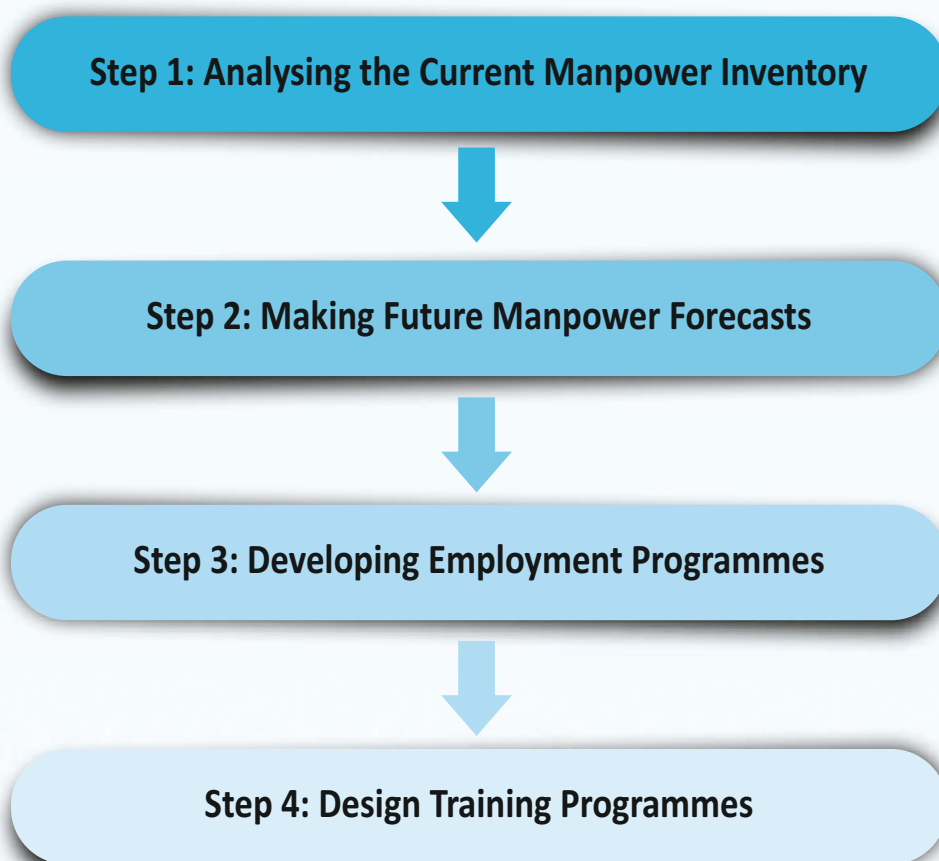 Step 1: Analysing the Current Manpower Inventory
Step 2: Making Future Manpower Forecasts
Step 3: Developing Employment Programmes
Step 4: Design Training Programmes